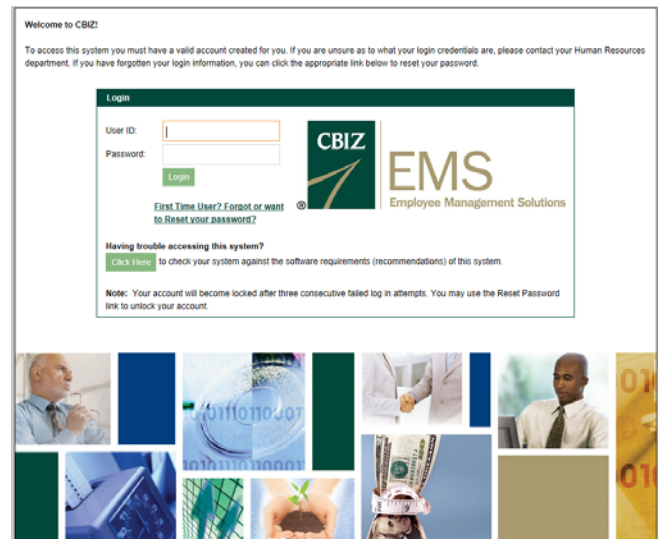 Welcome to CBIZ!
To access this system you must have a valid account created for you. If you are unsure as to what your login credentials are, please contact your Human Resources
department. If you have forgotten your login information, you can click the appropriate link below to reset your password.
Login
User ID:
Password:
Login
First Time User? Forgot or want
to Reset your password?
CBIZ
®
EMS
Employee Management Solutions
Having trouble accessing this system?
Click Here to check your system against the software requirements (recommendations) of this system.
Note: Your account will become locked after three consecutive failed log in attempts. You may use the Reset Password
link to unlock your account.